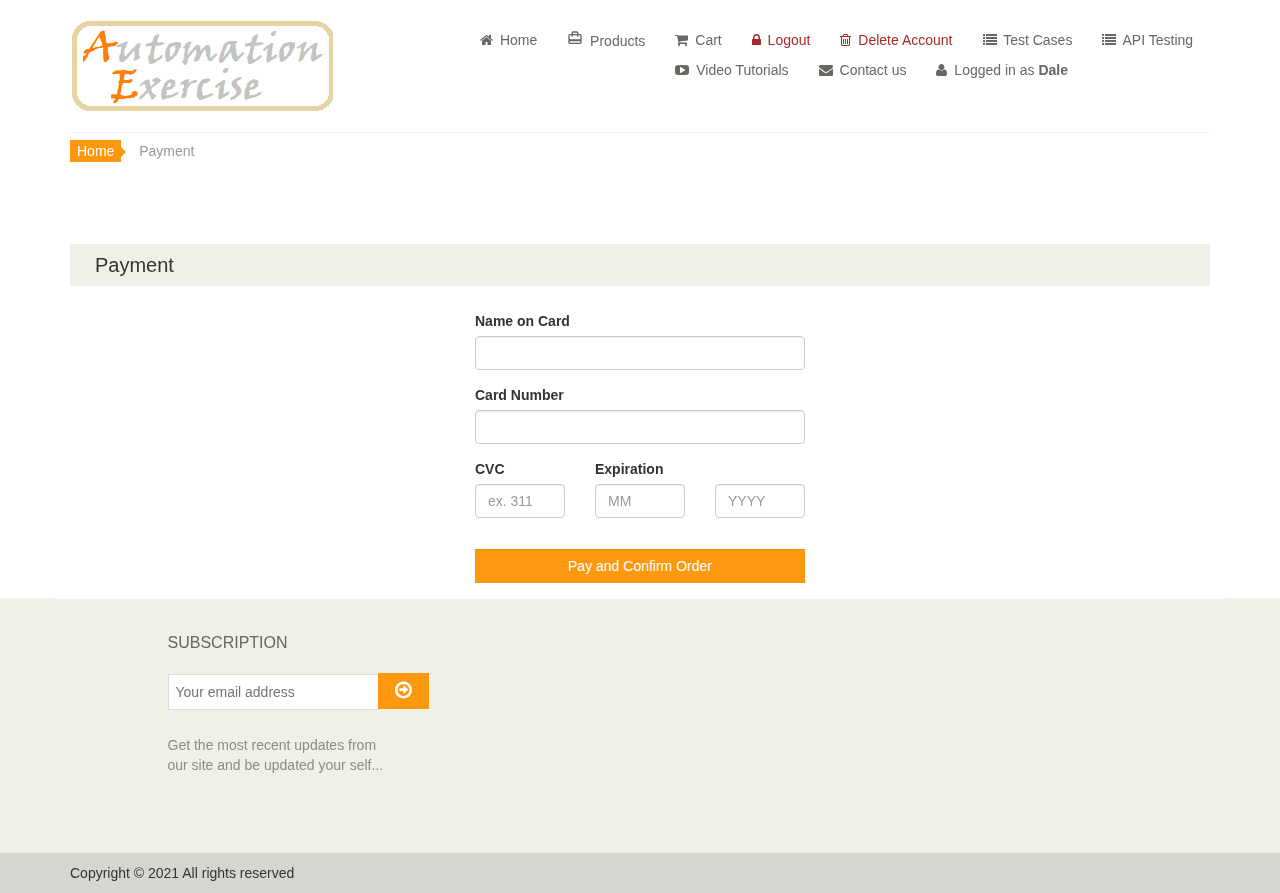 Automation
Exercise
Home
Products
Cart
Logout
Delete Account
Test Cases
API Testing
Video Tutorials
Contact us
Logged in as Dale
Home
Payment
Payment
Name on Card
Card Number
CVC
Expiration
ex. 311
MM
YYYY
Pay and Confirm Order
SUBSCRIPTION
Your email address
Get the most recent updates from
our site and be updated your self...
Copyright © 2021 All rights reserved